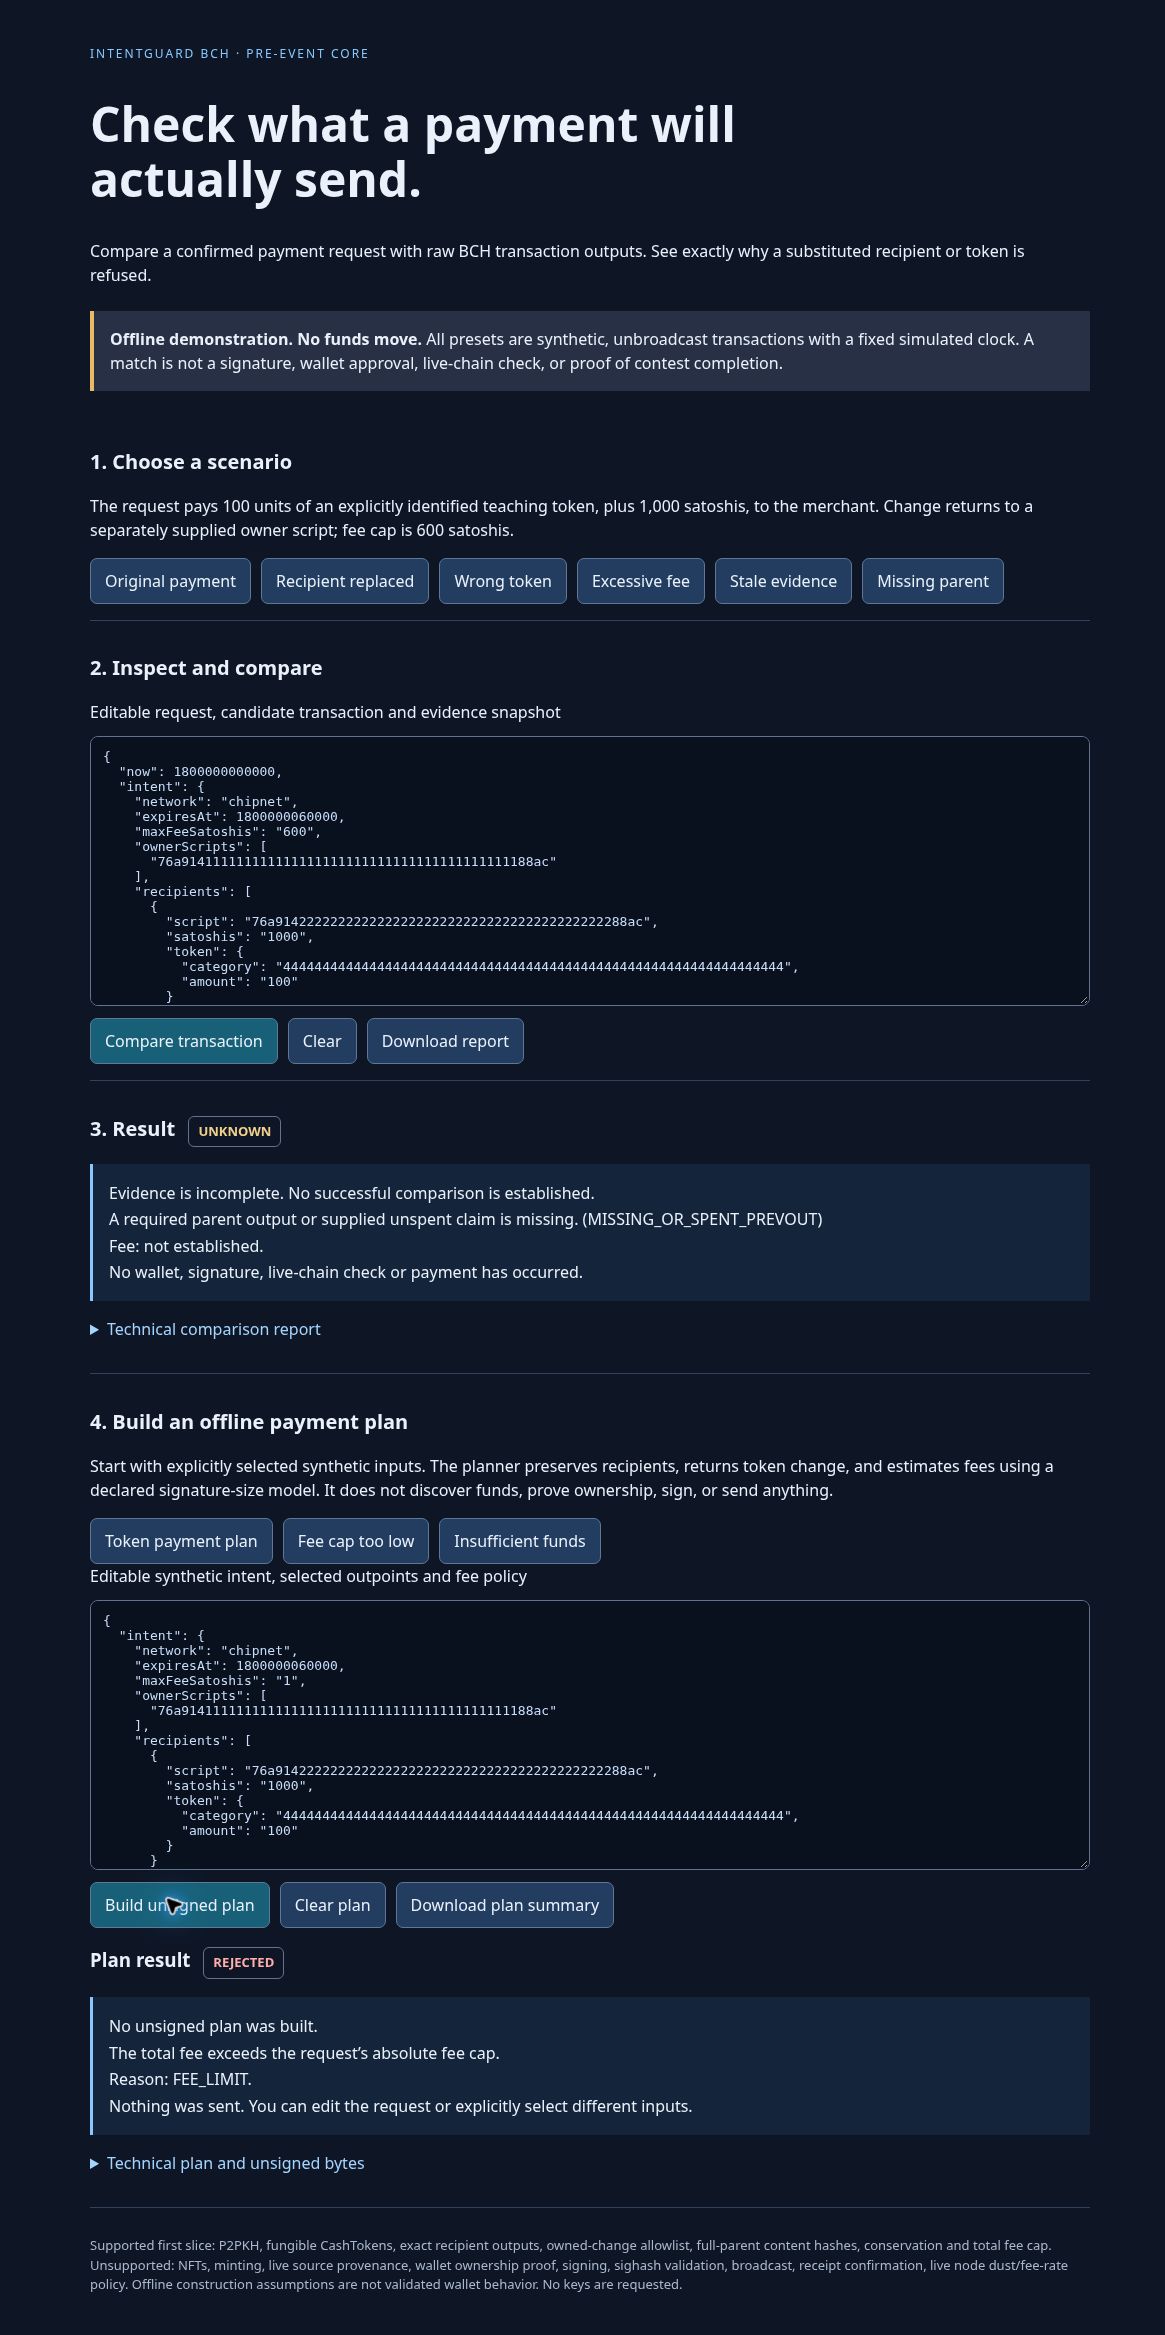 INTENTGUARD BCH · PRE-EVENT CORE
Check what a payment will
actually send.
Compare a confirmed payment request with raw BCH transaction outputs. See exactly why a substituted recipient or token is
refused.
Offline demonstration. No funds move. All presets are synthetic, unbroadcast transactions with a fixed simulated clock. A
match is not a signature, wallet approval, live-chain check, or proof of contest completion.
1. Choose a scenario
The request pays 100 units of an explicitly identified teaching token, plus 1,000 satoshis, to the merchant. Change returns to a
separately supplied owner script; fee cap is 600 satoshis.
Original payment
Recipient replaced
Wrong token
Excessive fee
Stale evidence
Missing parent
2. Inspect and compare
Editable request, candidate transaction and evidence snapshot
{
"now": 1800000000000,
"intent": {
"network": "chipnet",
"expiresAt": 1800000060000,
"maxFeeSatoshis": "600",
"ownerScripts": [
"76a914111111111111111111111111111111111111111188ac"
],
"recipients": [
{
"script": "76a914222222222222222222222222222222222222222288ac",
"satoshis": "1000",
"token": {
"category": "4444444444444444444444444444444444444444444444444444444444444444",
"amount": "100"
}
Compare transaction
Clear
Download report
3. Result
UNKNOWN
Evidence is incomplete. No successful comparison is established.
A required parent output or supplied unspent claim is missing. (MISSING_OR_SPENT_PREVOUT)
Fee: not established.
No wallet, signature, live-chain check or payment has occurred.
▶ Technical comparison report
4. Build an offline payment plan
Start with explicitly selected synthetic inputs. The planner preserves recipients, returns token change, and estimates fees using a
declared signature-size model. It does not discover funds, prove ownership, sign, or send anything.
Token payment plan
Fee cap too low
Insufficient funds
Editable synthetic intent, selected outpoints and fee policy
{
"intent": {
"network": "chipnet",
"expiresAt": 1800000060000,
"maxFeeSatoshis": "1",
"ownerScripts": [
"76a914111111111111111111111111111111111111111188ac"
],
"recipients": [
{
"script": "76a914222222222222222222222222222222222222222288ac",
"satoshis": "1000",
"token": {
"category": "4444444444444444444444444444444444444444444444444444444444444444",
"amount": "100"
}
}
Build unsigned plan
Clear plan
Download plan summary
Plan result
REJECTED
No unsigned plan was built.
The total fee exceeds the request’s absolute fee cap.
Reason: FEE_LIMIT.
Nothing was sent. You can edit the request or explicitly select different inputs.
▶ Technical plan and unsigned bytes
Supported first slice: P2PKH, fungible CashTokens, exact recipient outputs, owned-change allowlist, full-parent content hashes, conservation and total fee cap.
Unsupported: NFTs, minting, live source provenance, wallet ownership proof, signing, sighash validation, broadcast, receipt confirmation, live node dust/fee-rate
policy. Offline construction assumptions are not validated wallet behavior. No keys are requested.